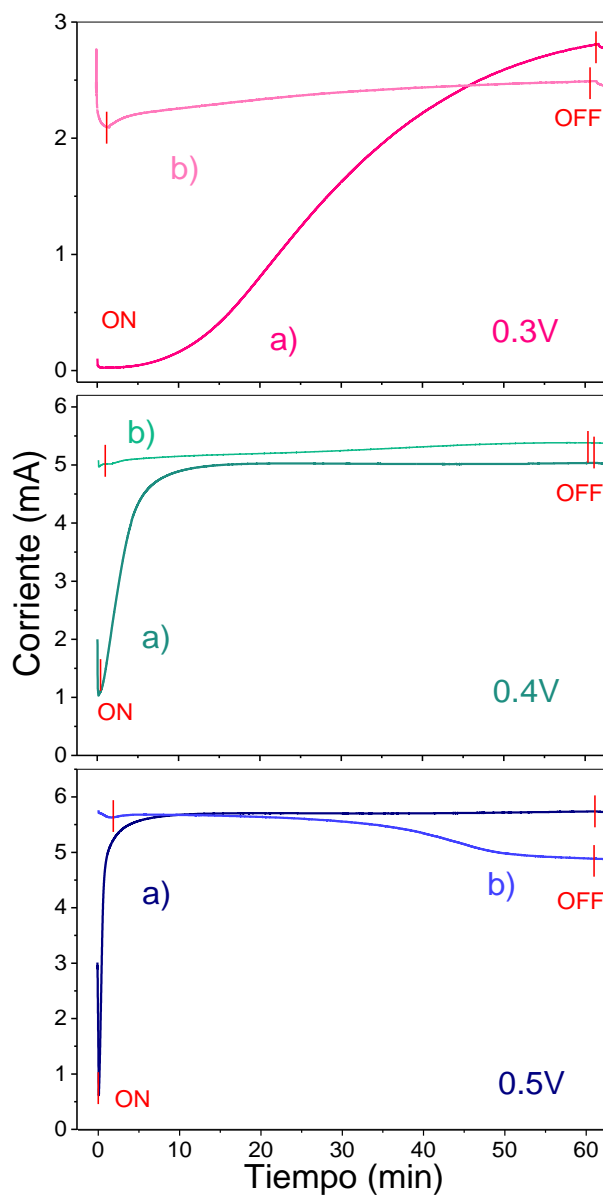 3
2
1
0
b)
ON
a)
OFF
0.3V
6
5
4
3
2
1
0
b)
a)
ON
OFF
0.4V
Corriente (mA)
6
5
4
3
2
1
0
a)
b)
OFF
ON
0.5V
0 10 20 30 40 50 60
Tiempo (min)